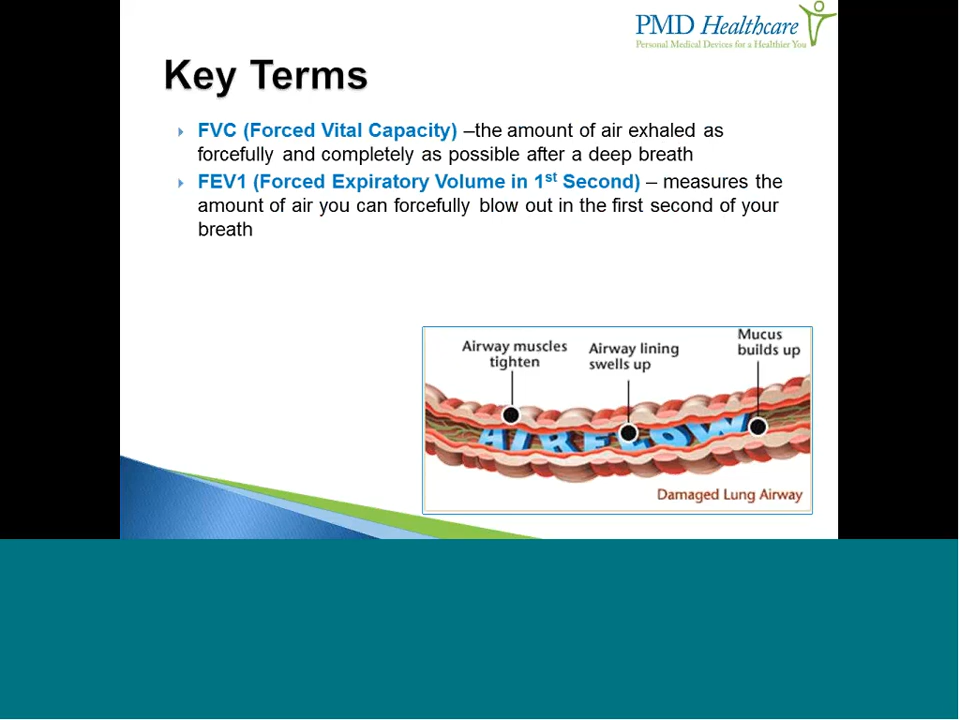 PMD Healthcare
Personal Medical Devices for a Healthier You
Key Terms
FVC (Forced Vital Capacity) –the amount of air exhaled as
forcefully and completely as possible after a deep breath
FEV1 (Forced Expiratory Volume in 1st Second) – measures the
amount of air you can forcefully blow out in the first second of your
breath
Airway muscles
tighten
Airway lining
swells up
Mucus
builds up
AIRFLOW
Damaged Lung Airway